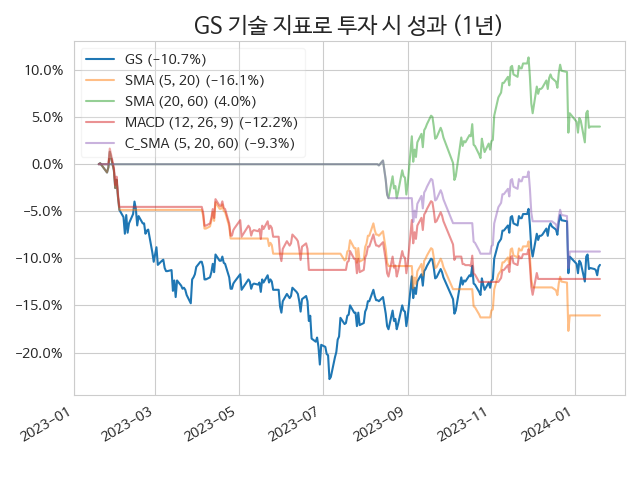 GS 기술 지표로 투자 시 성과 (1년)
GS (−10.7%)
SMA (5, 20) (−16.1%)
SMA (20, 60) (4.0%)
MACD (12, 26, 9) (−12.2%)
C_SMA (5, 20, 60) (−9.3%)
10.0%
5.0%
0.0%
−5.0%
−10.0%
−15.0%
−20.0%
2023−01
2023−03
2023−05
2023−07
2023−09
2023−11
2024−01